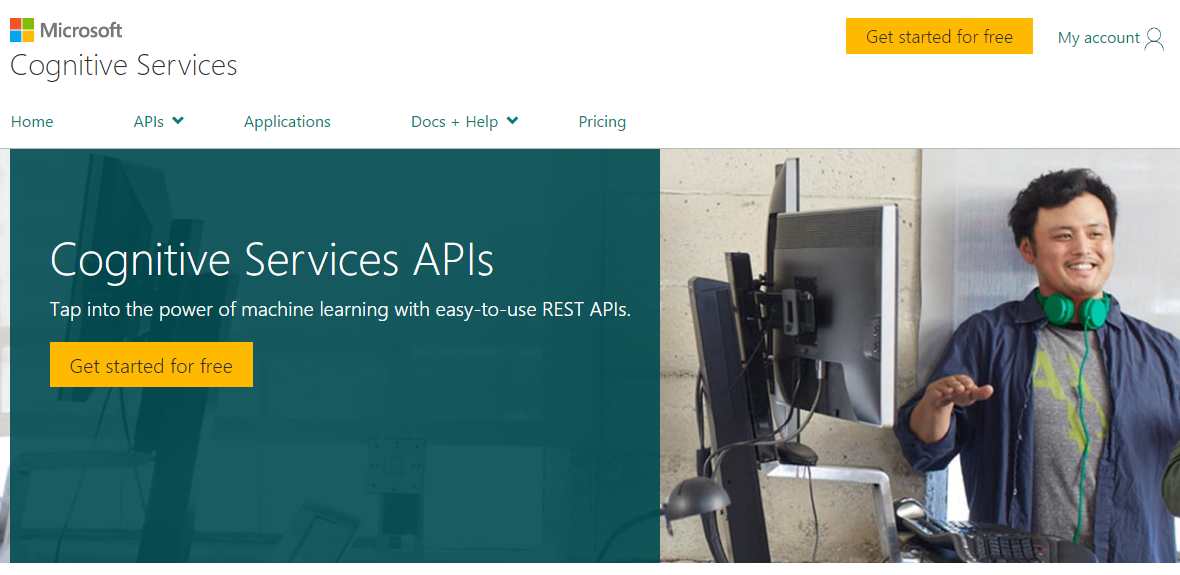 Microsoft
Cognitive Services
Get started for free
My account
Home
APIs
Applications
Docs + Help
Pricing
Cognitive Services APIs
Tap into the power of machine learning with easy-to-use REST APIs.
Get started for free